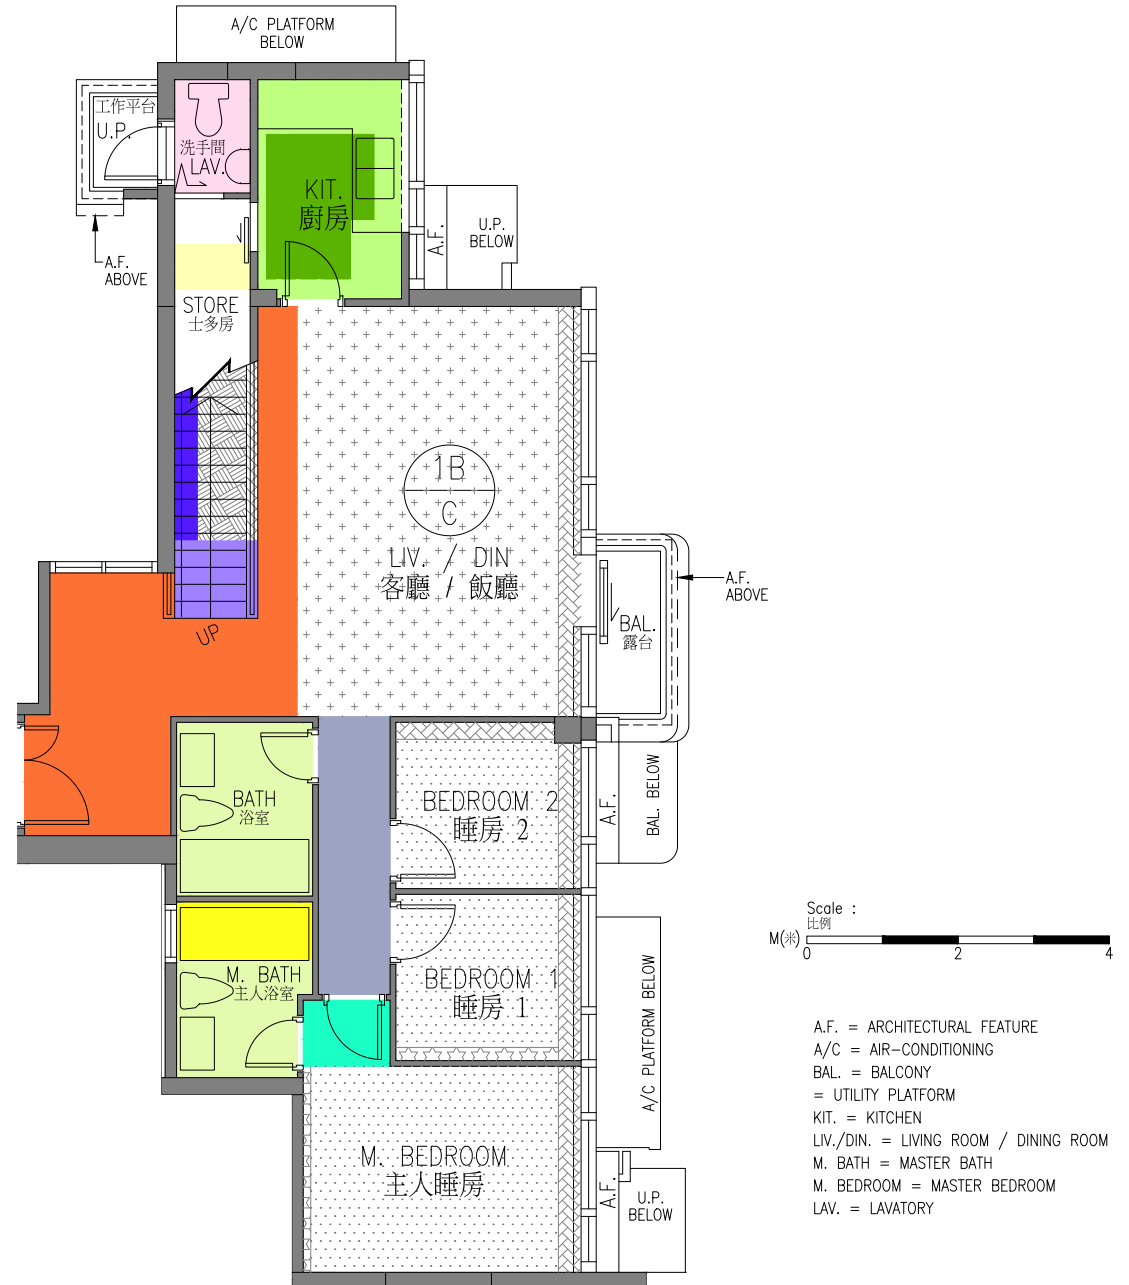 A/C PLATFORM
BELOW
工作平台
U.P.
洗手間
LAV.
KIT.
廚房
A.F.
U.P.
BELOW
A.F.
ABOVE
STORE
士多房
1B
C
LIV. / DIN
客廳 / 飯廳
A.F.
ABOVE
BAL.
露台
UP
BATH
浴室
BEDROOM 2
睡房 2
A.F.
BAL. BELOW
M. BATH
主人浴室
BEDROOM 1
睡房 1
A/C PLATFORM BELOW
M. BEDROOM
主人睡房
A.F.
U.P.
BELOW
Scale :
比例
M(米)
0 2 4
A.F. = ARCHITECTURAL FEATURE
A/C = AIR-CONDITIONING
BAL. = BALCONY
= UTILITY PLATFORM
KIT. = KITCHEN
LIV./DIN. = LIVING ROOM / DINING ROOM
M. BATH = MASTER BATH
M. BEDROOM = MASTER BEDROOM
LAV. = LAVATORY